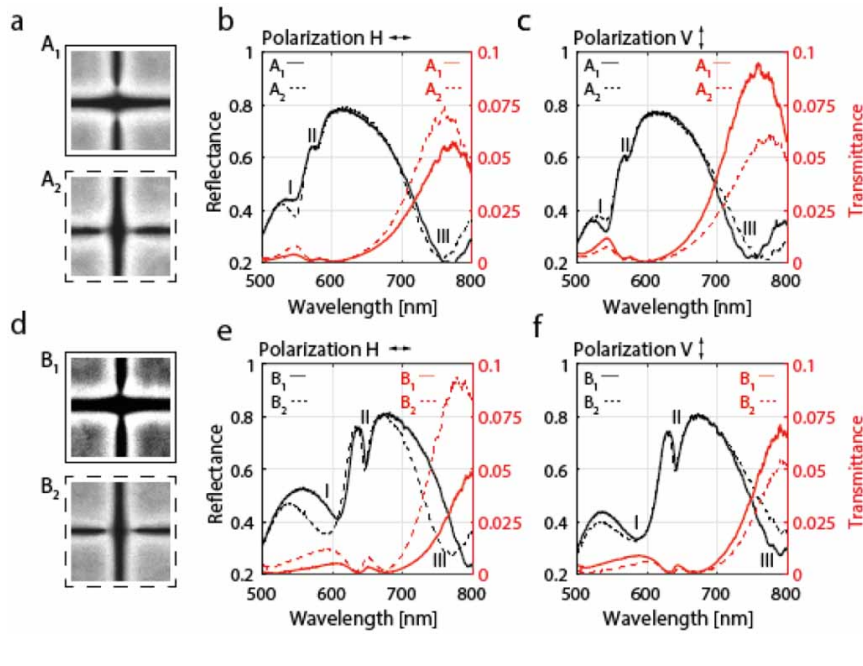 a
A1
A2
b
Polarization H ↔
A1
A2
A1
A2
I
II
III
1
0.8
0.6
0.4
0.2
Reflectance
0.1
0.075
0.05
0.025
0
500 600 700 800
Wavelength [nm]
c
Polarization V ↕
A1
A2
A1
A2
I
II
III
1
0.8
0.6
0.4
0.2
0.1
0.075
0.05
0.025
0
Transmittance
500 600 700 800
Wavelength [nm]
d
B1
B2
e
Polarization H ↔
B1
B2
B1
B2
I
II
III
1
0.8
0.6
0.4
0.2
Reflectance
0.1
0.075
0.05
0.025
0
500 600 700 800
Wavelength [nm]
f
Polarization V ↕
B1
B2
B1
B2
I
II
III
1
0.8
0.6
0.4
0.2
0.1
0.075
0.05
0.025
0
Transmittance
500 600 700 800
Wavelength [nm]